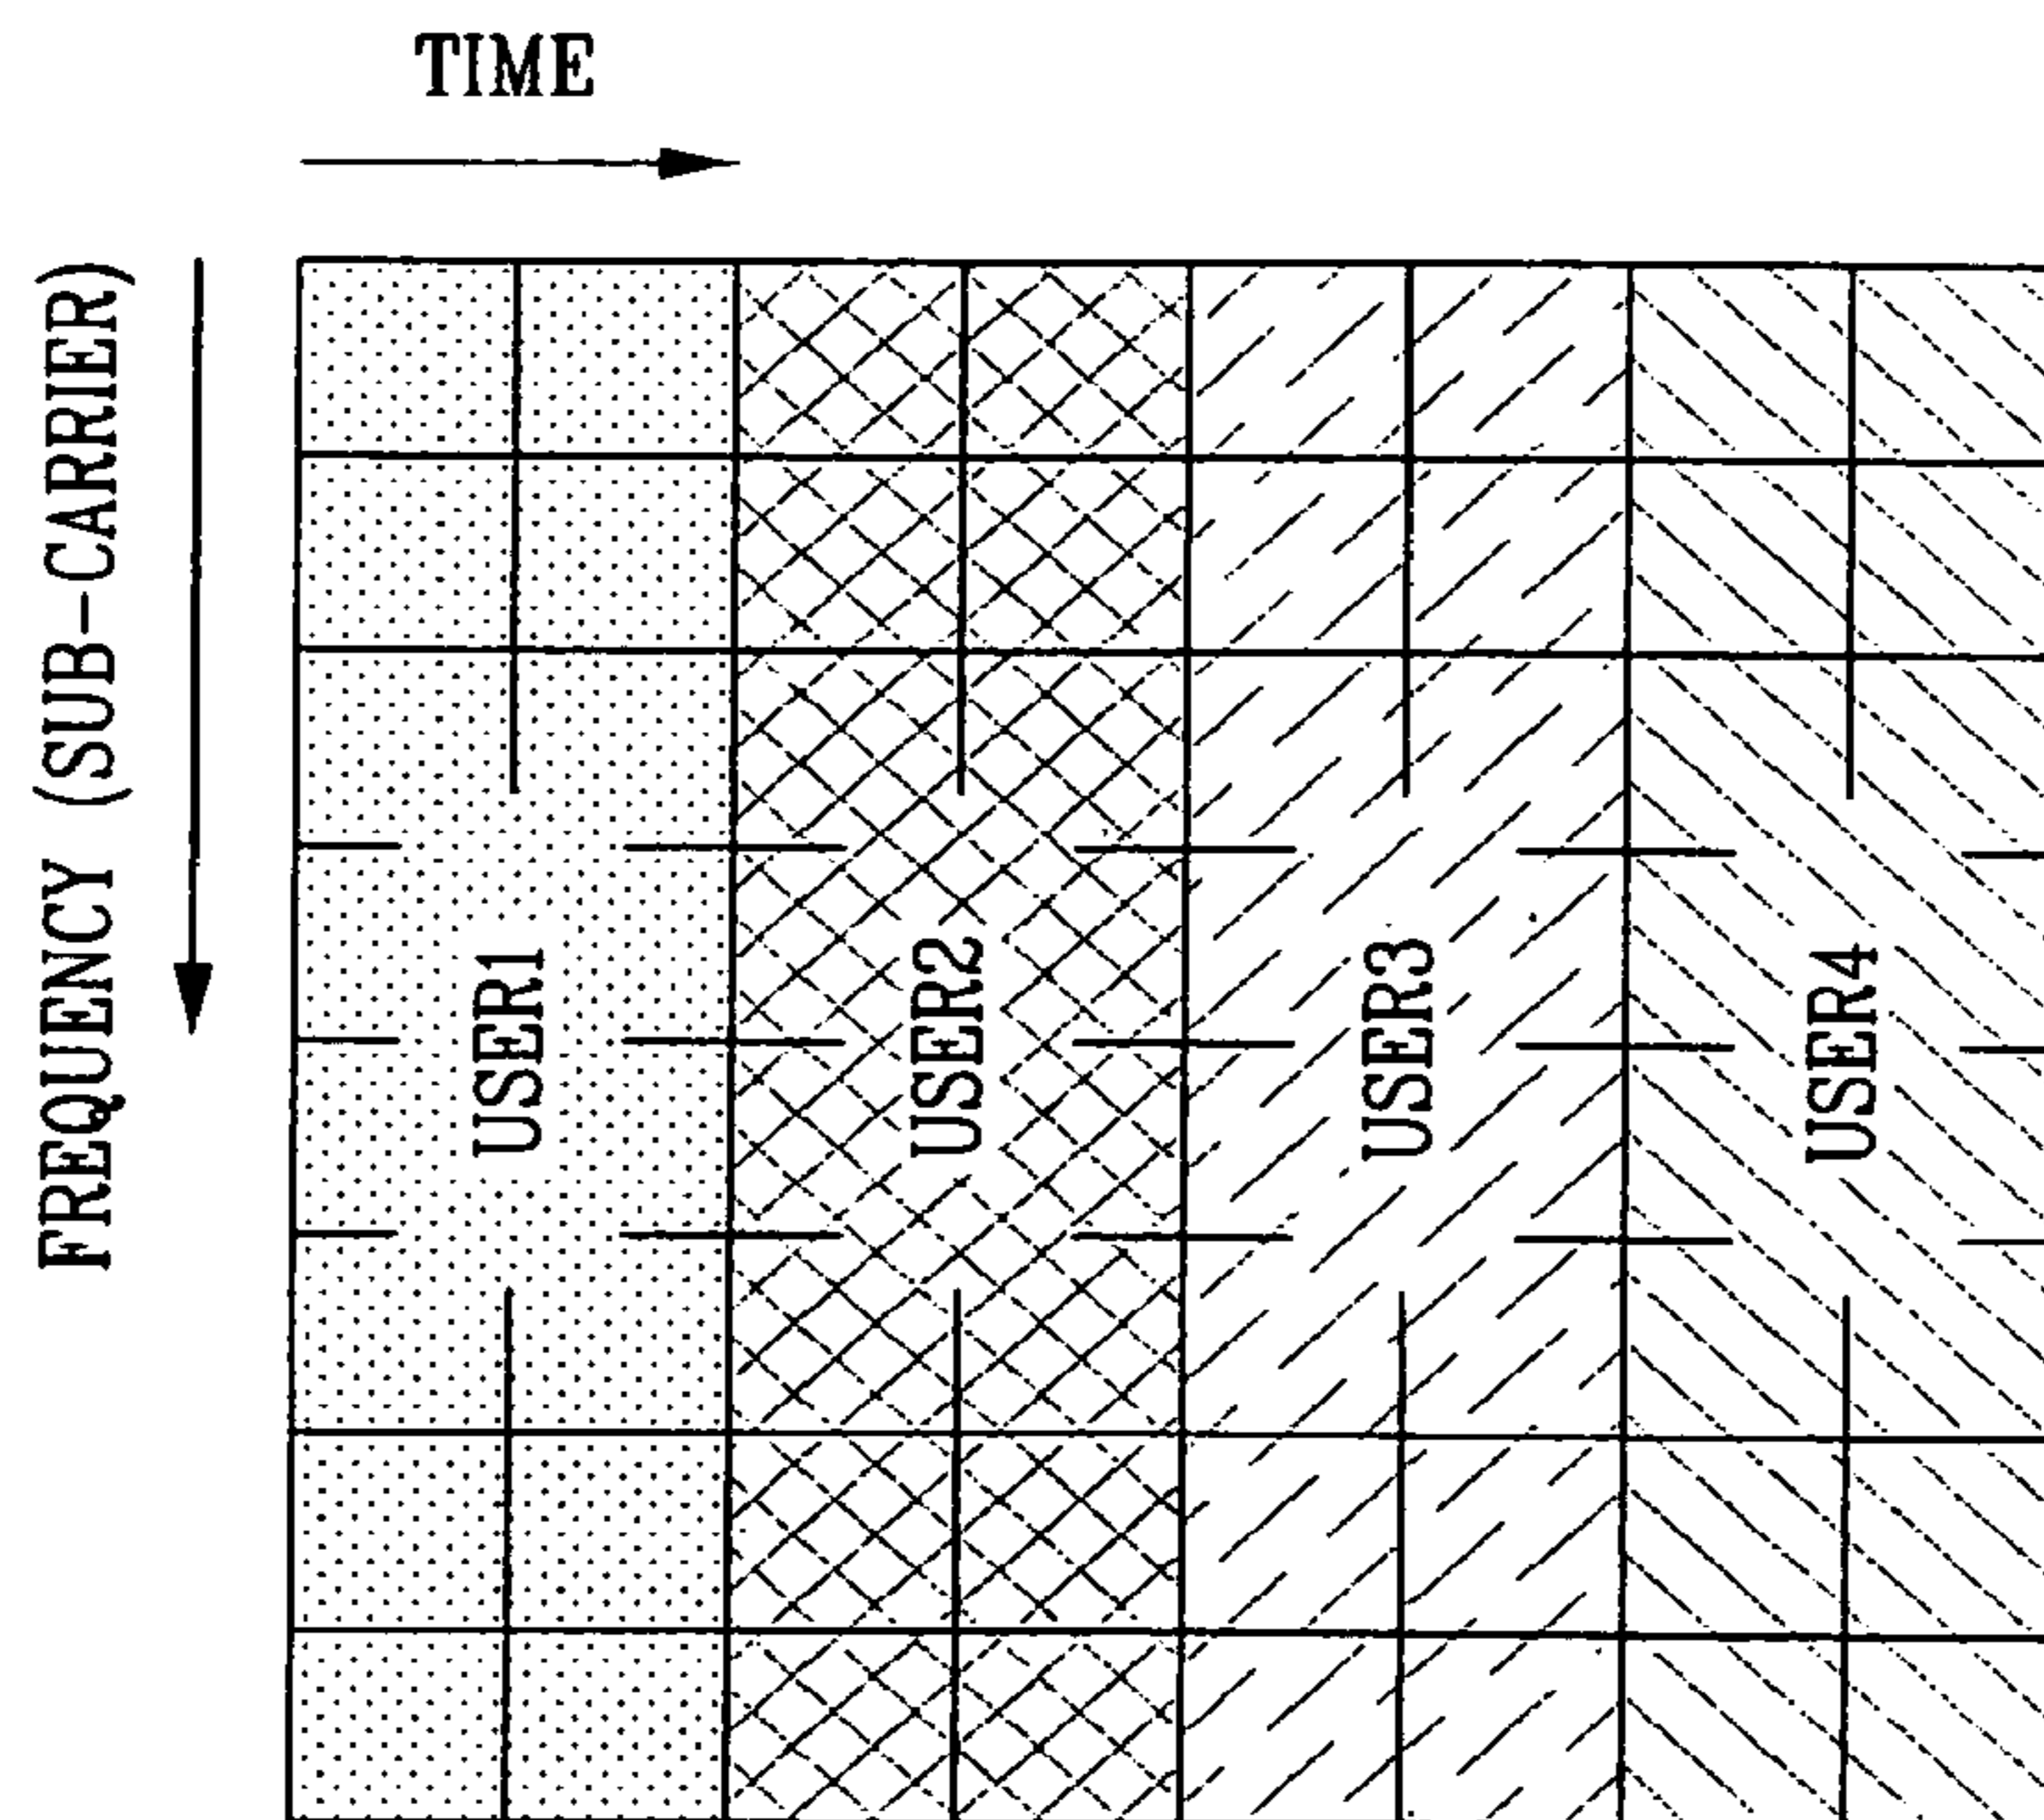 TIME
FREQUENCY (SUB-CARRIER)
USER1
USER2
USER3
USER4